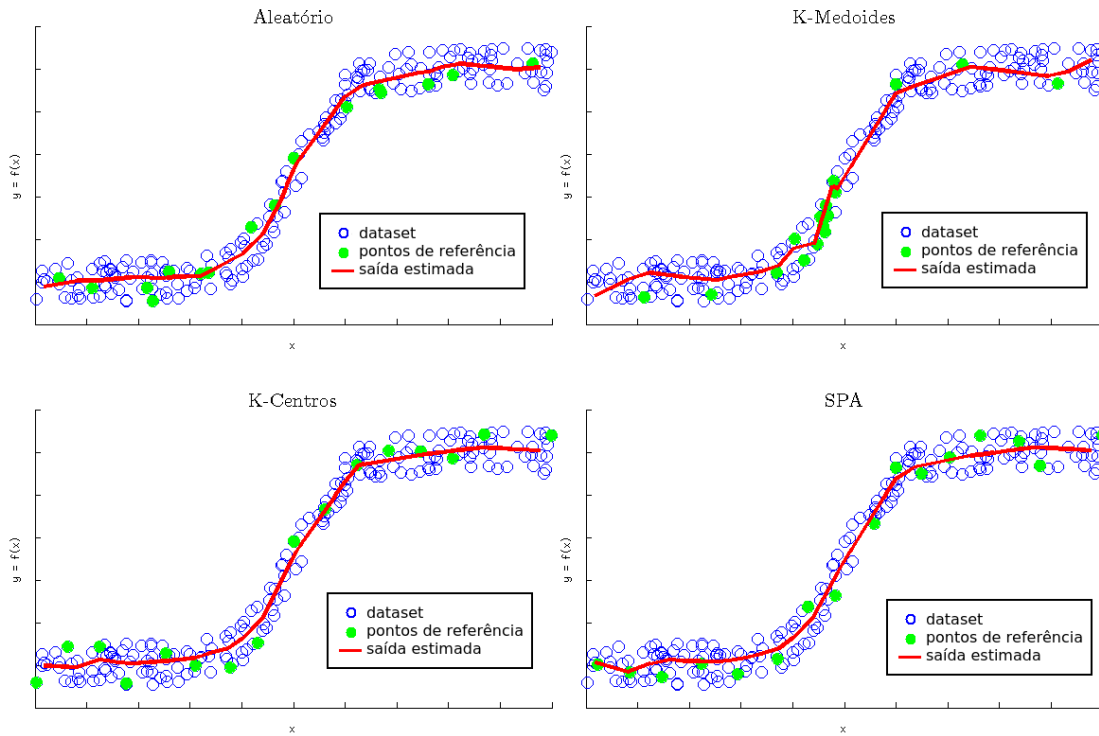 Aleatório
y = f(x)
dataset
pontos de referência
saída estimada
x
K-Medoides
y = f(x)
dataset
pontos de referência
saída estimada
x
K-Centros
y = f(x)
dataset
pontos de referência
saída estimada
x
SPA
y = f(x)
dataset
pontos de referência
saída estimada
x